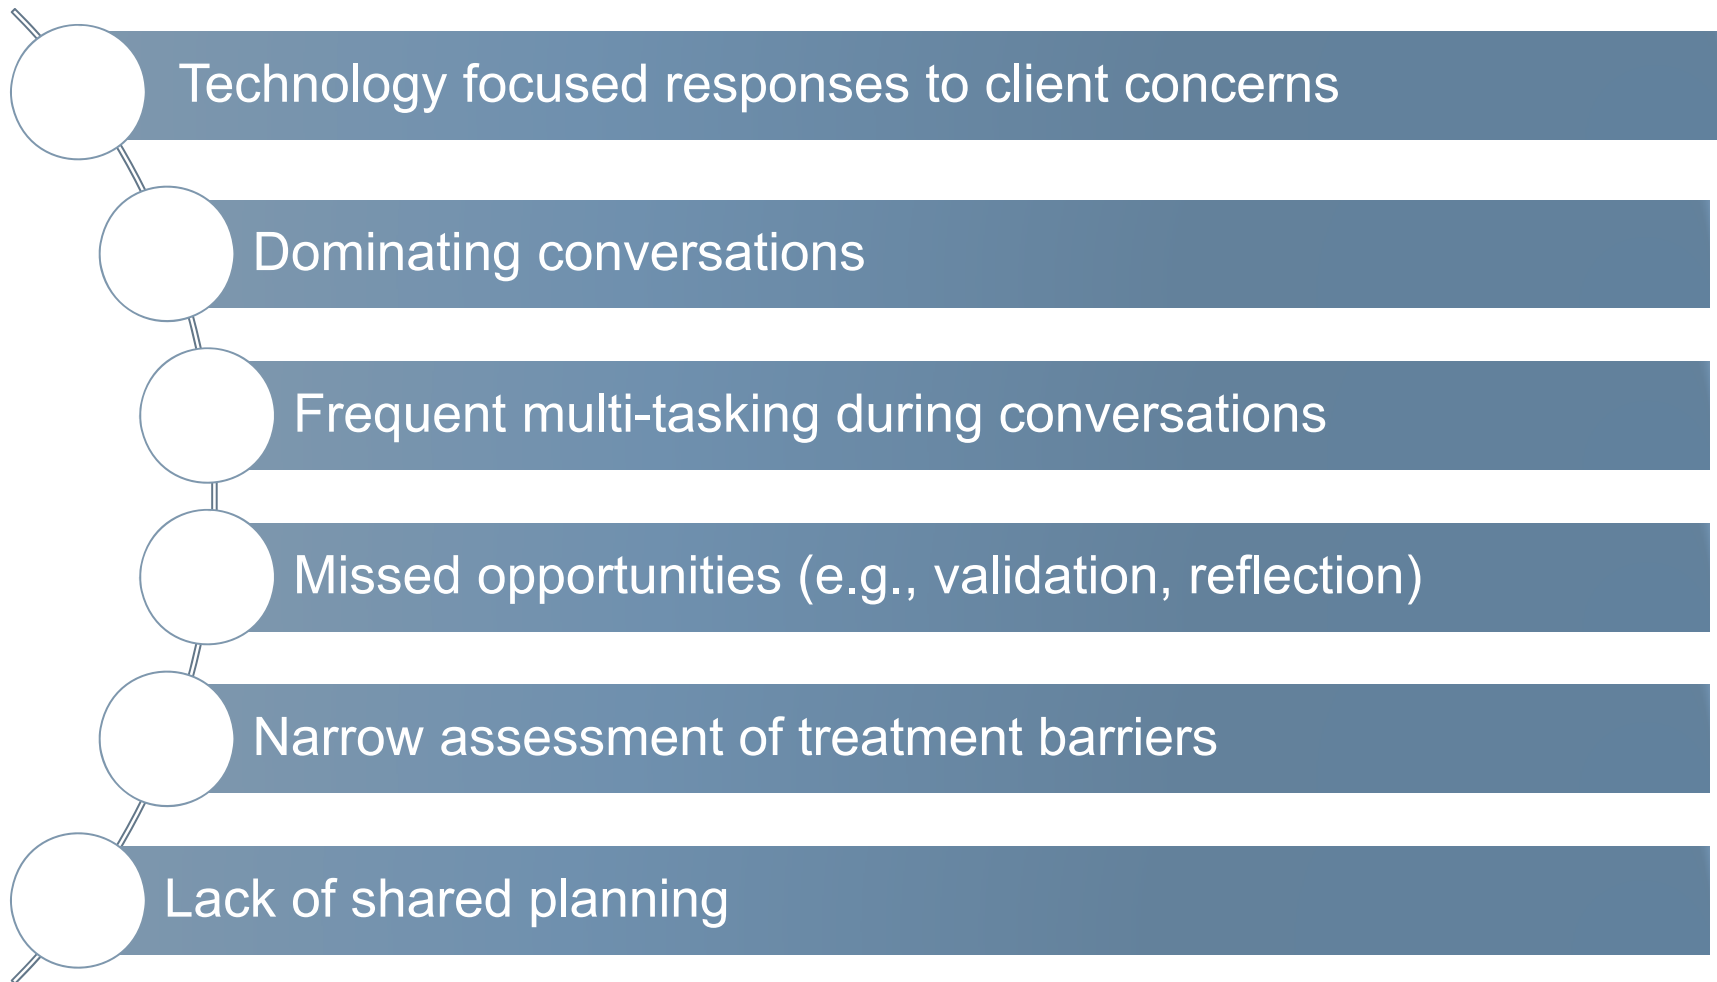 Technology focused responses to client concerns
Dominating conversations
Frequent multi-tasking during conversations
Missed opportunities (e.g., validation, reflection)
Narrow assessment of treatment barriers
Lack of shared planning